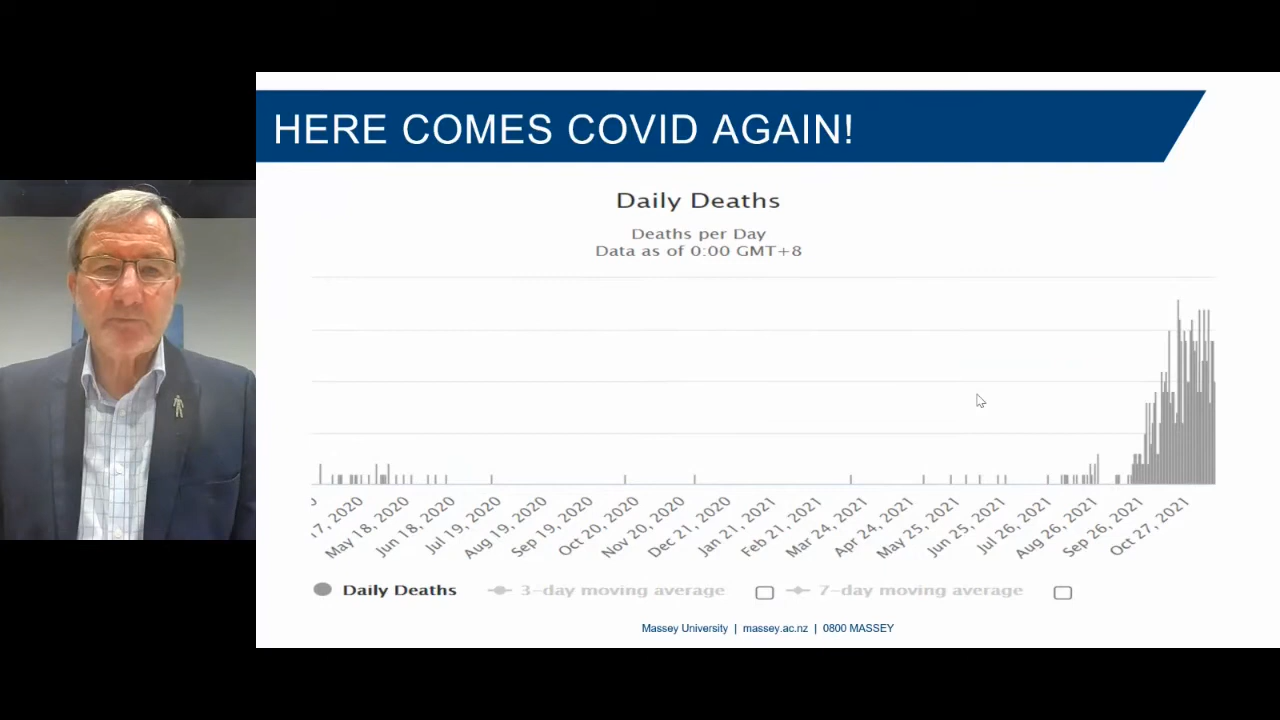 HERE COMES COVID AGAIN!
Daily Deaths
Deaths per Day
Data as of 0:00 GMT+8
17, 2020
May 18, 2020
Jun 18, 2020
Jul 19, 2020
Aug 19, 2020
Sep 19, 2020
Oct 20, 2020
Nov 20, 2020
Dec 21, 2020
Jan 21, 2021
Feb 21, 2021
Mar 24, 2021
Apr 24, 2021
May 25, 2021
Jun 25, 2021
Jul 26, 2021
Aug 26, 2021
Sep 26, 2021
Oct 27, 2021
Daily Deaths 3-day moving average 7-day moving average
Massey University | massey.ac.nz | 0800 MASSEY